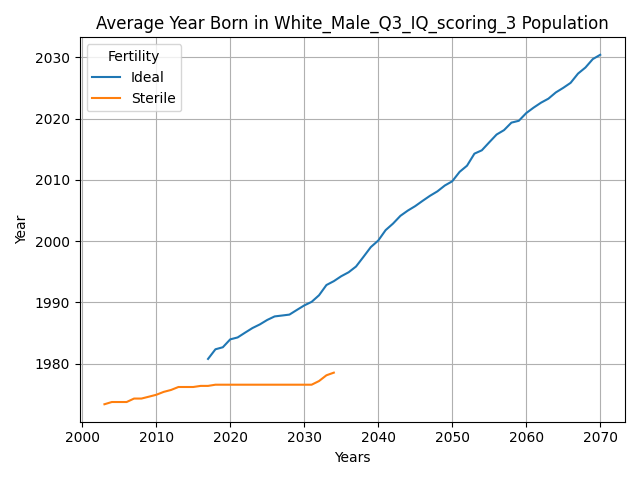 Average Year Born in White_Male_Q3_IQ_scoring_3 Population
Fertility
Ideal
Sterile
Year
2030
2020
2010
2000
1990
1980
2000 2010 2020 2030 2040 2050 2060 2070
Years